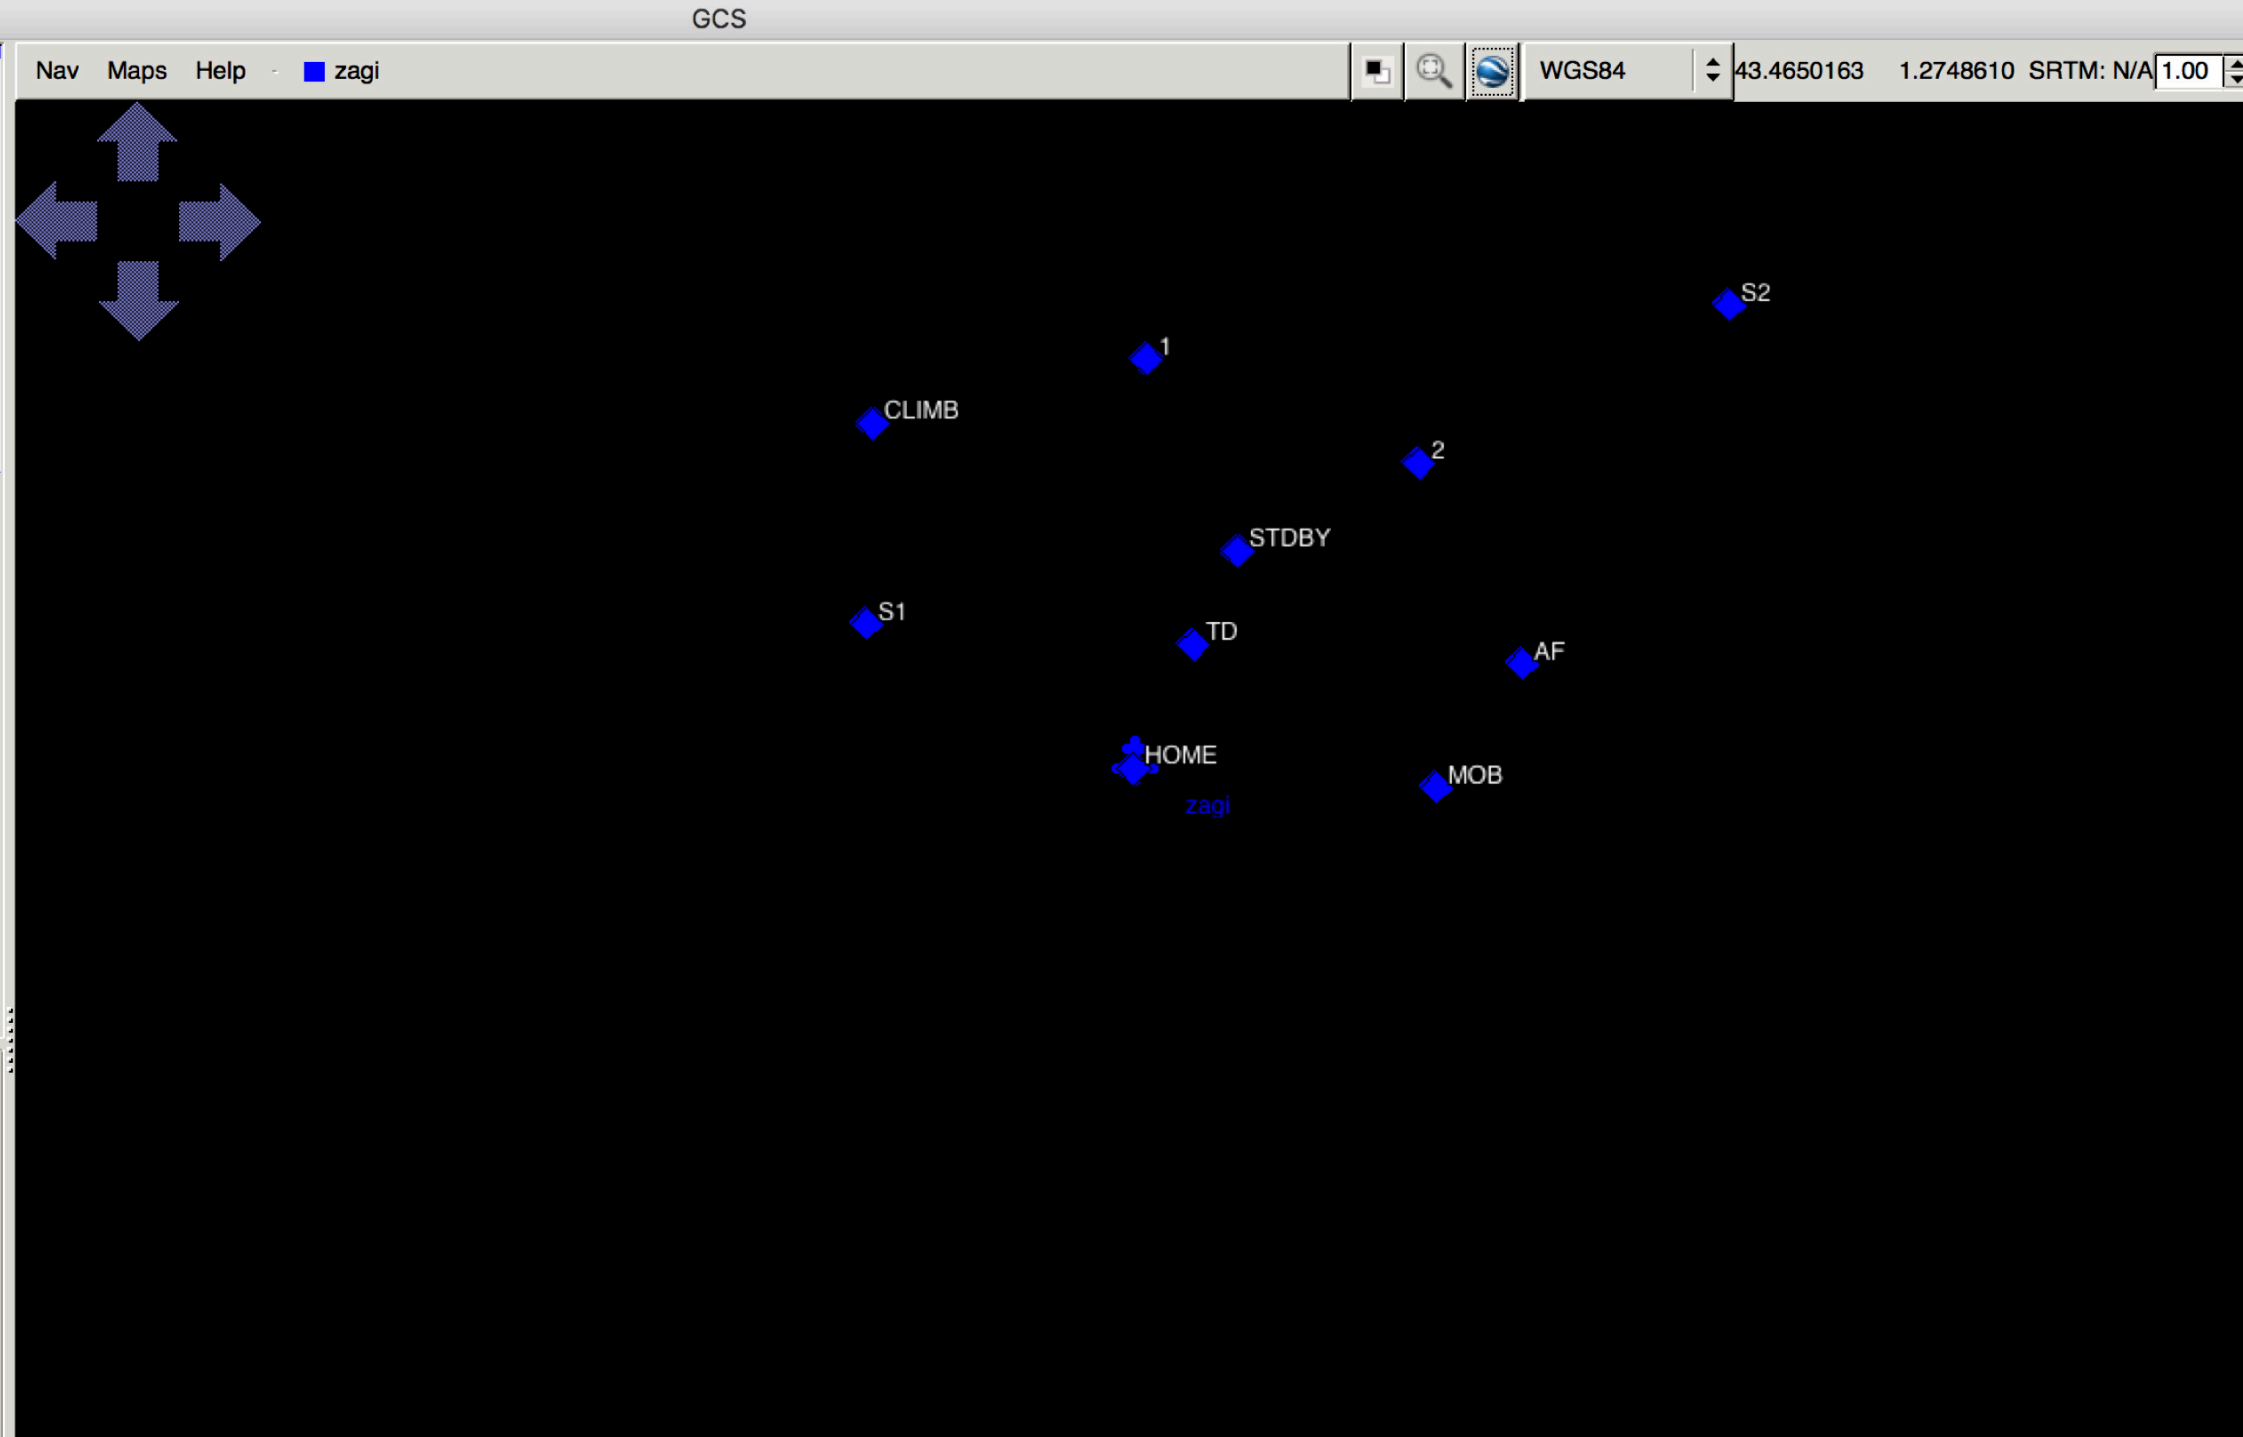 GCS
Nav Maps Help - zagi WGS84 43.4650163 1.2748610 SRTM: N/A 1.00
S2
1
CLIMB
2
STDBY
S1
TD
AF
HOME
MOB
zagi